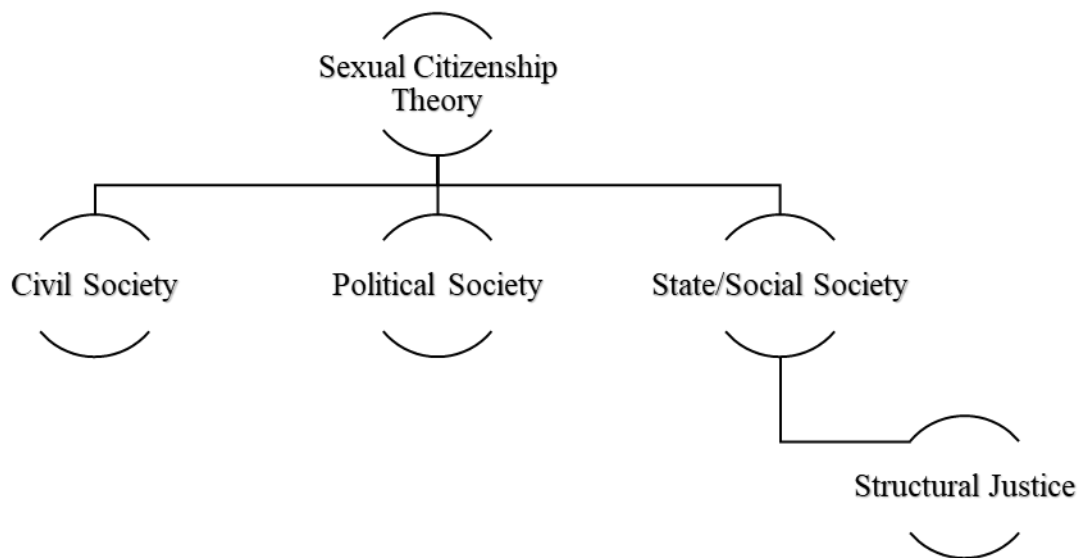 Sexual Citizenship
Theory
Civil Society
Political Society
State/Social Society
Structural Justice